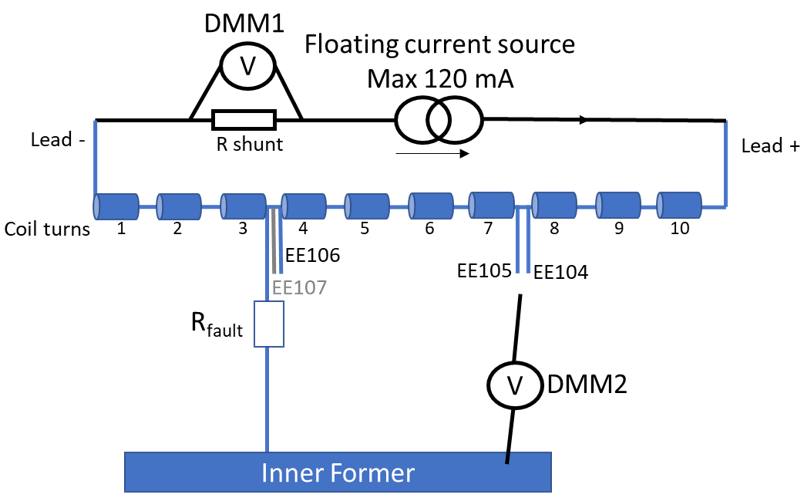 DMM1
Floating current source
Max 120 mA
V
R shunt
Lead -
Lead +
Coil turns
1 2 3 4 5 6 7 8 9 10
EE106
EE107
EE105 EE104
Rfault
V DMM2
Inner Former